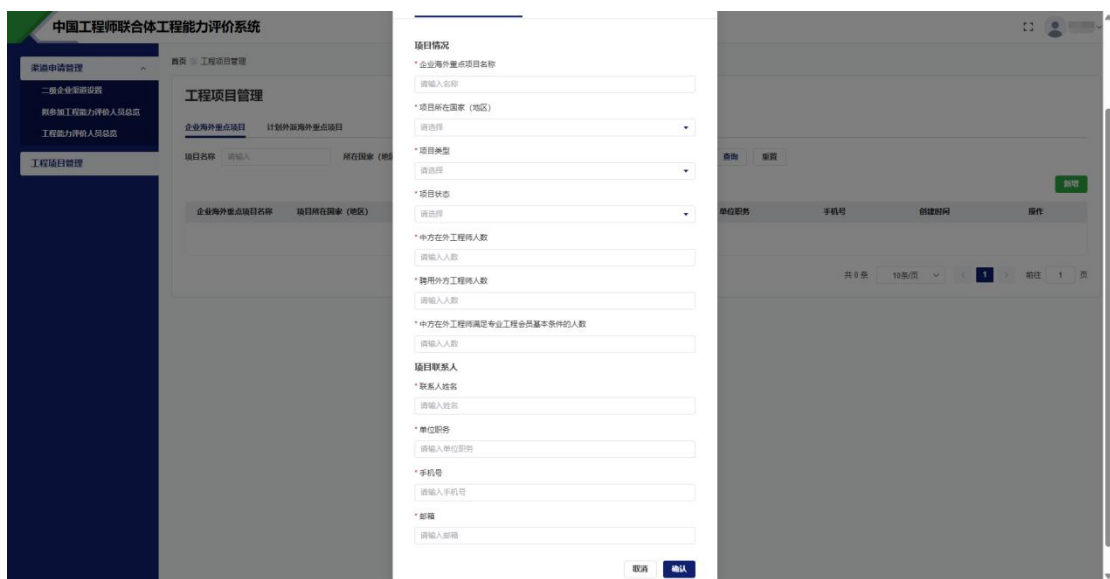 中国工程师联合体工程能力评价系统
渠道申请管理
二级企业渠道设置
拟参加工程能力评价人员总览
工程能力评价人员总览
工程项目管理
首页 工程项目管理
工程项目管理
企业海外重点项目 计划外派海外重点项目
项目名称 请输入 所在国家（地区
查询 重置
新增
企业海外重点项目名称 项目所在国家（地区） 单位职务 手机号 创建时间 操作
共 0 条 10条/页 1 前往 1 页
项目情况
* 企业海外重点项目名称
请输入名称
* 项目所在国家（地区）
请选择
* 项目类型
请选择
* 项目状态
请选择
* 中方在外工程师人数
请输入人数
* 聘用外方工程师人数
请输入人数
* 中方在外工程师满足专业工程会员基本条件的人数
请输入人数
项目联系人
* 联系人姓名
请输入姓名
* 单位职务
请输入单位职务
* 手机号
请输入手机号
* 邮箱
请输入邮箱
取消 确认